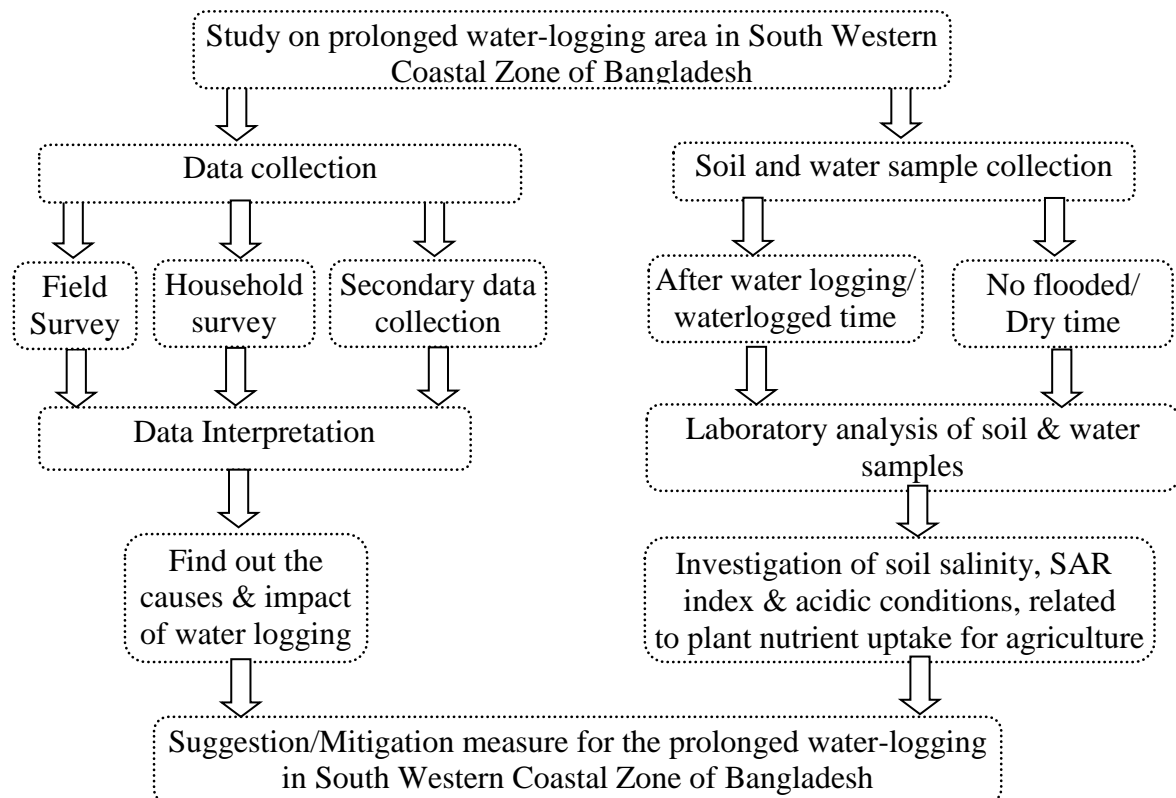 Study on prolonged water-logging area in South Western
Coastal Zone of Bangladesh
Data collection
Soil and water sample collection
Field
Survey
Household
survey
Secondary data
collection
After water logging/
waterlogged time
No flooded/
Dry time
Data Interpretation
Laboratory analysis of soil & water
samples
Find out the
causes & impact
of water logging
Investigation of soil salinity, SAR
index & acidic conditions, related
to plant nutrient uptake for agriculture
Suggestion/Mitigation measure for the prolonged water-logging
in South Western Coastal Zone of Bangladesh